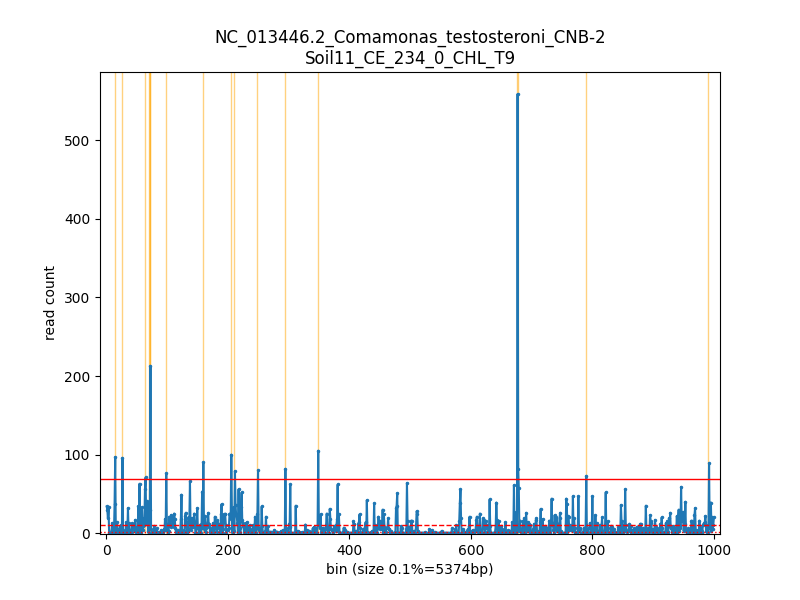 NC_013446.2_Comamonas_testosteroni_CNB-2
Soil11_CE_234_0_CHL_T9
500
400
300
200
100
0
read count
0 200 400 600 800 1000
bin (size 0.1%=5374bp)